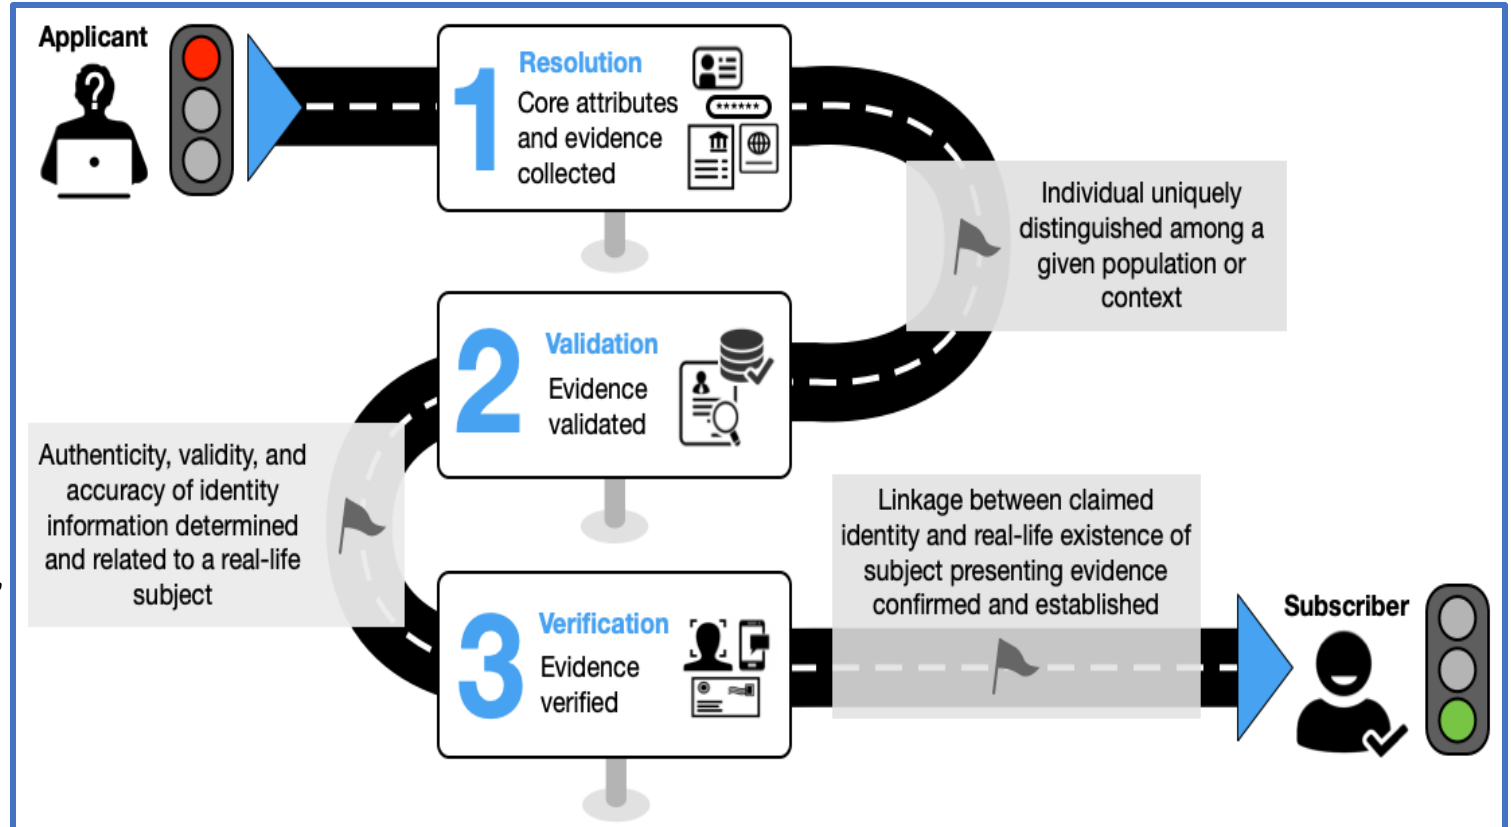 Applicant
?
1
Resolution
Core attributes
and evidence
collected
******
Individual uniquely
distinguished among a
given population or
context
2
Validation
Evidence
validated
Authenticity, validity, and
accuracy of identity
information determined
and related to a real-life
subject
3
Verification
Evidence
verified
Linkage between claimed
identity and real-life existence of
subject presenting evidence
confirmed and established
Subscriber